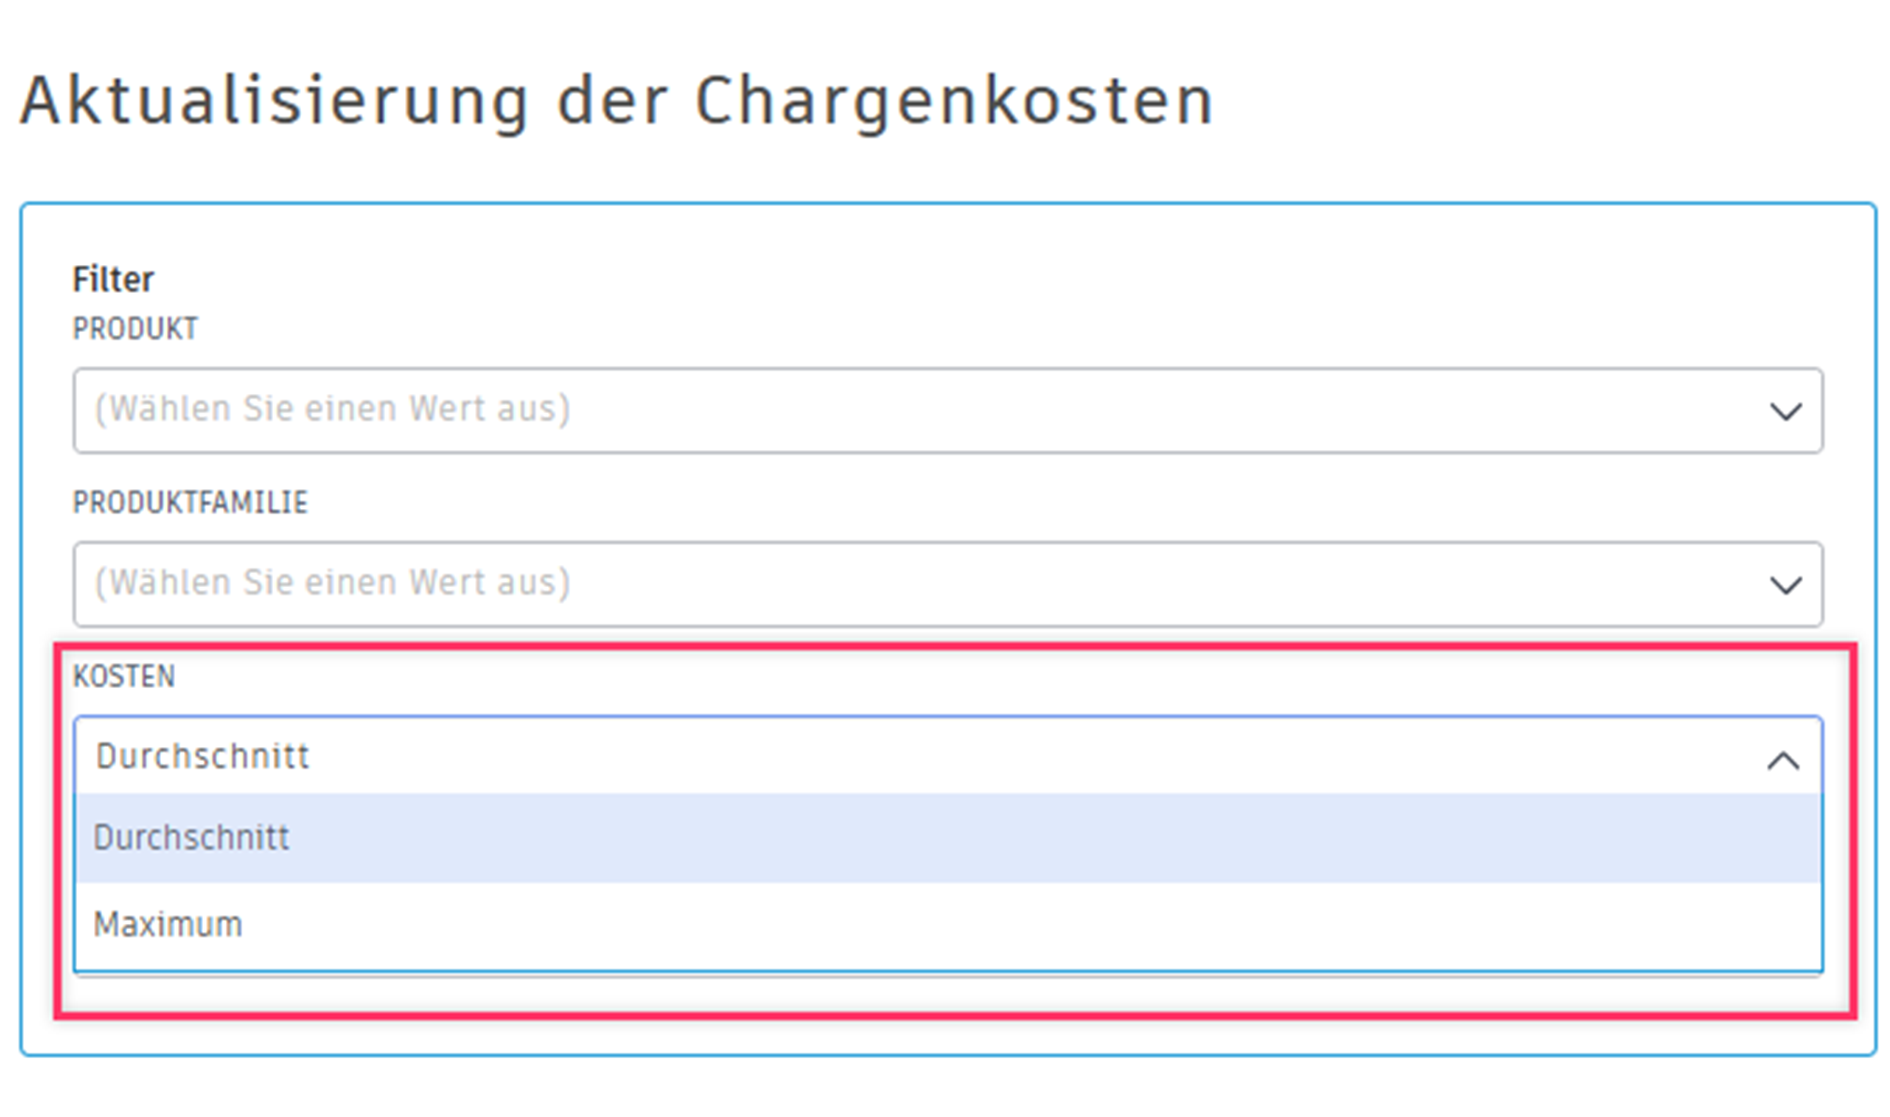 Aktualisierung der Chargenkosten
Filter
PRODUKT
(Wählen Sie einen Wert aus)
PRODUKTFAMILIE
(Wählen Sie einen Wert aus)
KOSTEN
Durchschnitt
Durchschnitt
Maximum